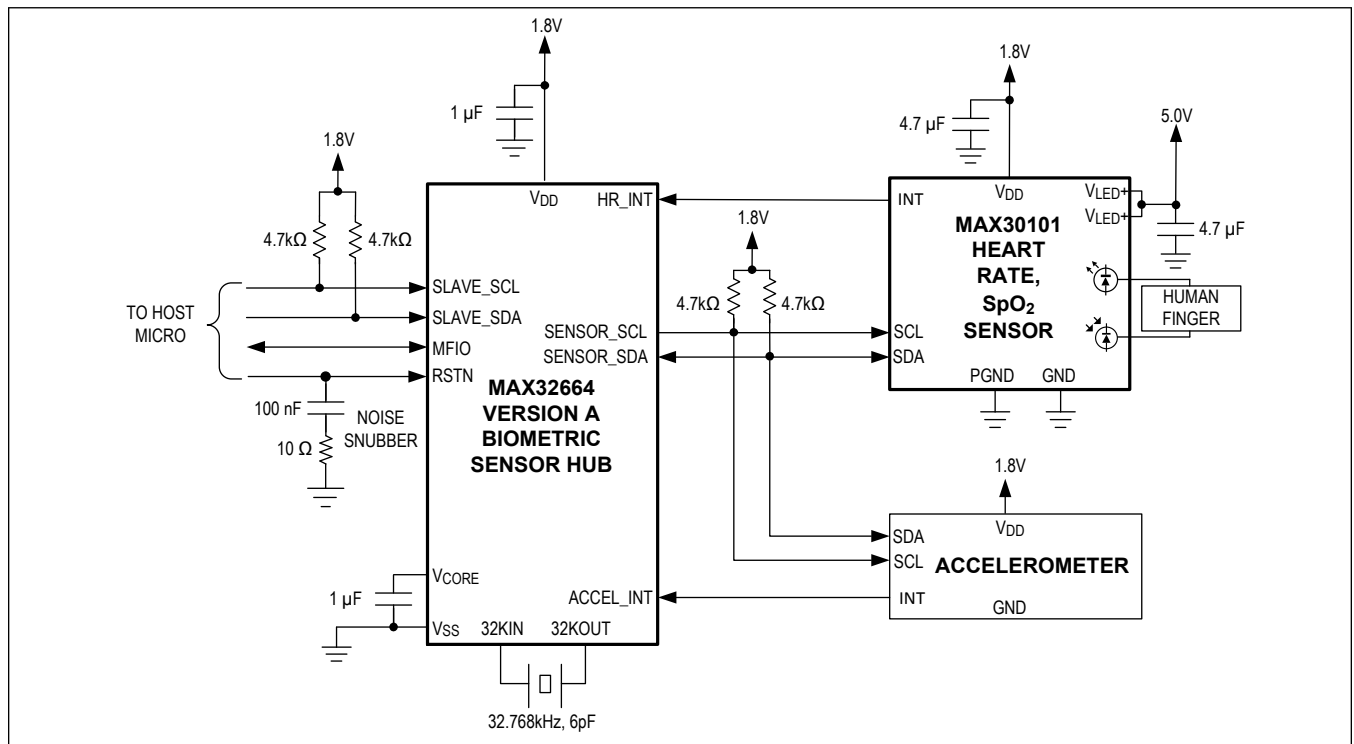 1.8V
1 µF
1.8V
4.7kΩ
4.7kΩ
TO HOST
MICRO
100 nF
10 Ω
NOISE
SNUBBER
VDD
HR_INT
SLAVE_SCL
SLAVE_SDA
MFIO
RSTN
SENSOR_SCL
SENSOR_SDA
MAX32664
VERSION A
BIOMETRIC
SENSOR HUB
VCORE
1 µF
VSS
32KIN
32KOUT
ACCEL_INT
32.768kHz, 6pF
1.8V
4.7kΩ
4.7kΩ
1.8V
4.7 µF
5.0V
INT
VDD
VLED+
VLED+
4.7 µF
MAX30101
HEART
RATE,
SpO2
SENSOR
HUMAN
FINGER
SCL
SDA
PGND
GND
1.8V
VDD
SDA
SCL
ACCELEROMETER
INT
GND